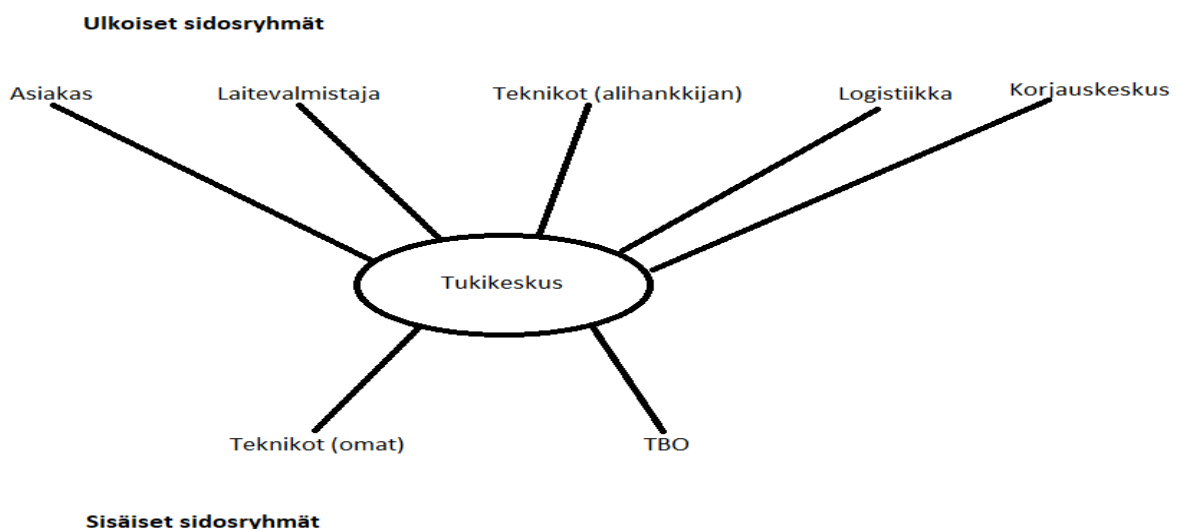 Ulkoiset sidosryhmät
Asiakas
Laitevalmistaja
Teknikot (alihankkijan)
Logistiikka
Korjauskeskus
Tukikeskus
Teknikot (omat)
TBO
Sisäiset sidosryhmät